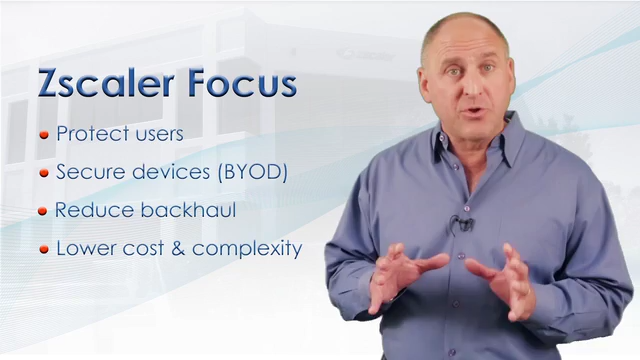 Zscaler Focus
• Protect users
• Secure devices (BYOD)
• Reduce backhaul
• Lower cost & complexity